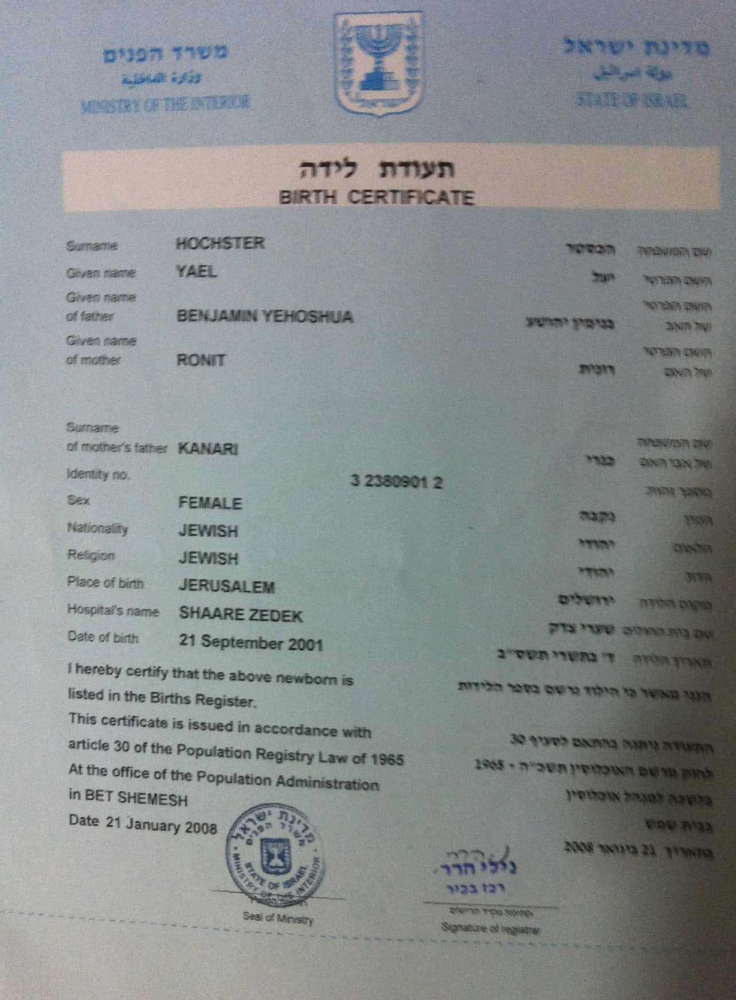 מדינת ישראל
دولة اسرائيل
STATE OF ISRAEL
משרד הפנים
وزارة الداخلية
MINISTRY OF THE INTERIOR
תעודת לידה
BIRTH CERTIFICATE
Surname HOCHSTER הכסטר שם המשפחה
Given name YAEL יעל השם הפרטי
Given name השם הפרטי
of father BENJAMIN YEHOSHUA בנימין יהושע של האב
Given name השם הפרטי
of mother RONIT רונית של האם
Surname שם המשפחה
of mother's father KANARI כנרי של אבי האם
Identity no. 3 2380901 2 מספר זהות
Sex FEMALE נקבה המין
Nationality JEWISH יהודי הלאום
Religion JEWISH יהודי הדת
Place of birth JERUSALEM ירושלים מקום הלידה
Hospital's name SHAARE ZEDEK שערי צדק שם בית החולים
Date of birth 21 September 2001 ד' בתשרי תשס"ב תאריך הלידה
I hereby certify that the above newborn is
listed in the Births Register.
הנני מאשר כי הילוד נרשם בספר הלידות
This certificate is issued in accordance with
article 30 of the Population Registry Law of 1965
התעודה ניתנה בהתאם לסעיף 30
לחוק מרשם האוכלוסין תשכ"ה - 1965
At the office of the Population Administration
בלשכה למנהל אוכלוסין
in BET SHEMESH
בבית שמש
Date 21 January 2008
בתאריך 21 בינואר 2008
מדינת ישראל
משרד הפנים
STATE OF ISRAEL
MINISTRY OF THE INTERIOR
נילי הרר
רכז בכיר
Seal of Ministry
Signature of registrar